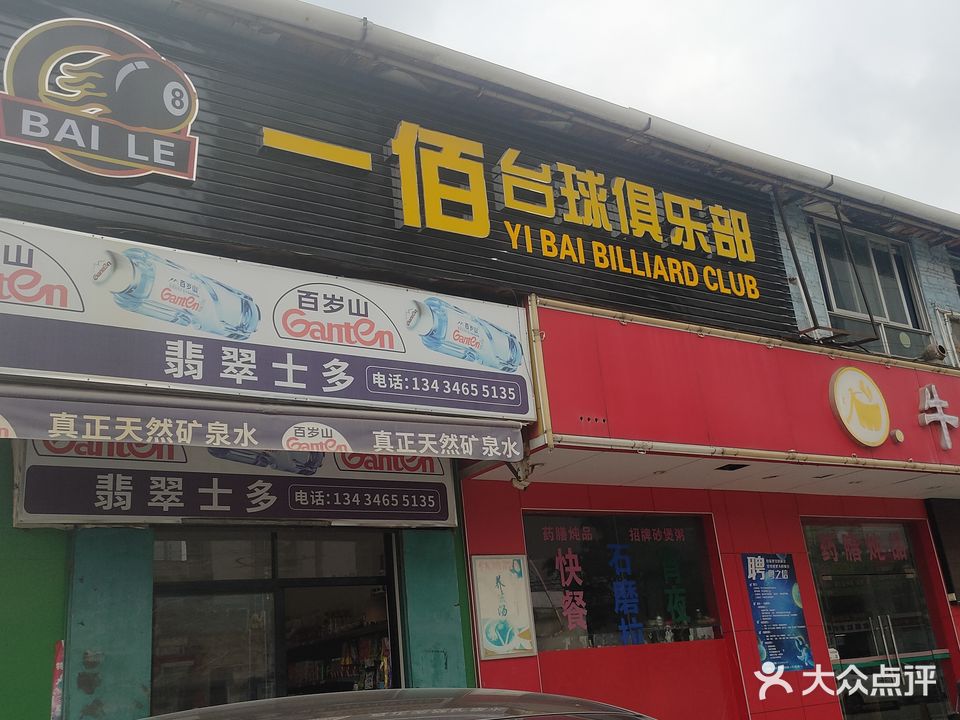 8
BAI LE
一佰台球俱乐部
YI BAI BILLIARD CLUB
百岁山
Ganten
翡翠士多
电话:134 3465 5135
真正天然矿泉水
百岁山
真正天然矿泉水
Ganten
Ganten
翡翠士多
电话:134 3465 5135
牛
药膳炖品
招牌砂煲粥
快餐
石磨
夜
养生汤
聘
药膳炖品
大众点评